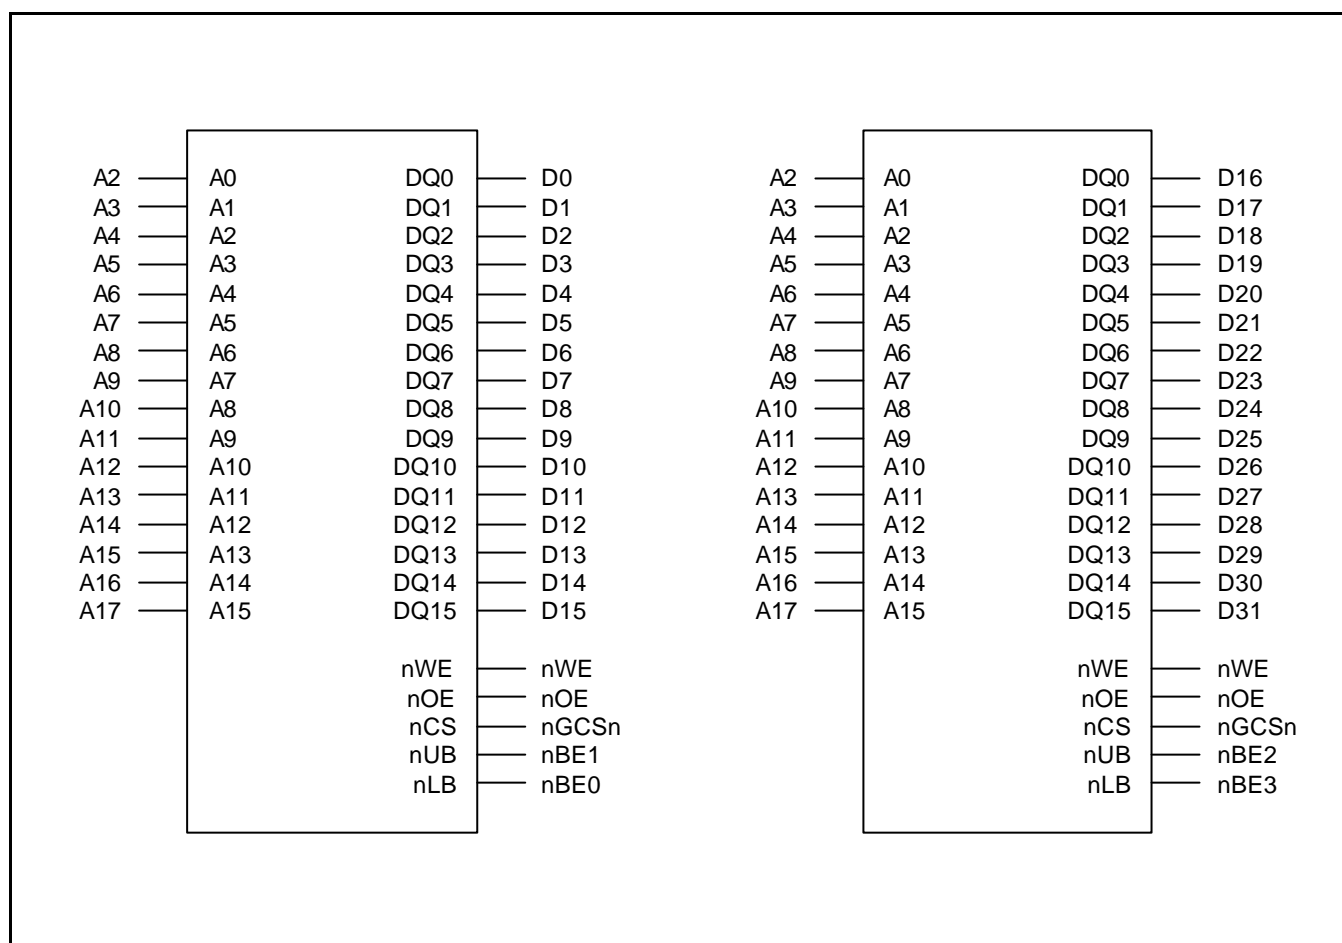 A2 A0 DQ0 D0 A2 A0 DQ0 D16
A3 A1 DQ1 D1 A3 A1 DQ1 D17
A4 A2 DQ2 D2 A4 A2 DQ2 D18
A5 A3 DQ3 D3 A5 A3 DQ3 D19
A6 A4 DQ4 D4 A6 A4 DQ4 D20
A7 A5 DQ5 D5 A7 A5 DQ5 D21
A8 A6 DQ6 D6 A8 A6 DQ6 D22
A9 A7 DQ7 D7 A9 A7 DQ7 D23
A10 A8 DQ8 D8 A10 A8 DQ8 D24
A11 A9 DQ9 D9 A11 A9 DQ9 D25
A12 A10 DQ10 D10 A12 A10 DQ10 D26
A13 A11 DQ11 D11 A13 A11 DQ11 D27
A14 A12 DQ12 D12 A14 A12 DQ12 D28
A15 A13 DQ13 D13 A15 A13 DQ13 D29
A16 A14 DQ14 D14 A16 A14 DQ14 D30
A17 A15 DQ15 D15 A17 A15 DQ15 D31
nWE nWE nWE nWE
nOE nOE nOE nOE
nCS nGCSn nCS nGCSn
nUB nBE1 nUB nBE2
nLB nBE0 nLB nBE3